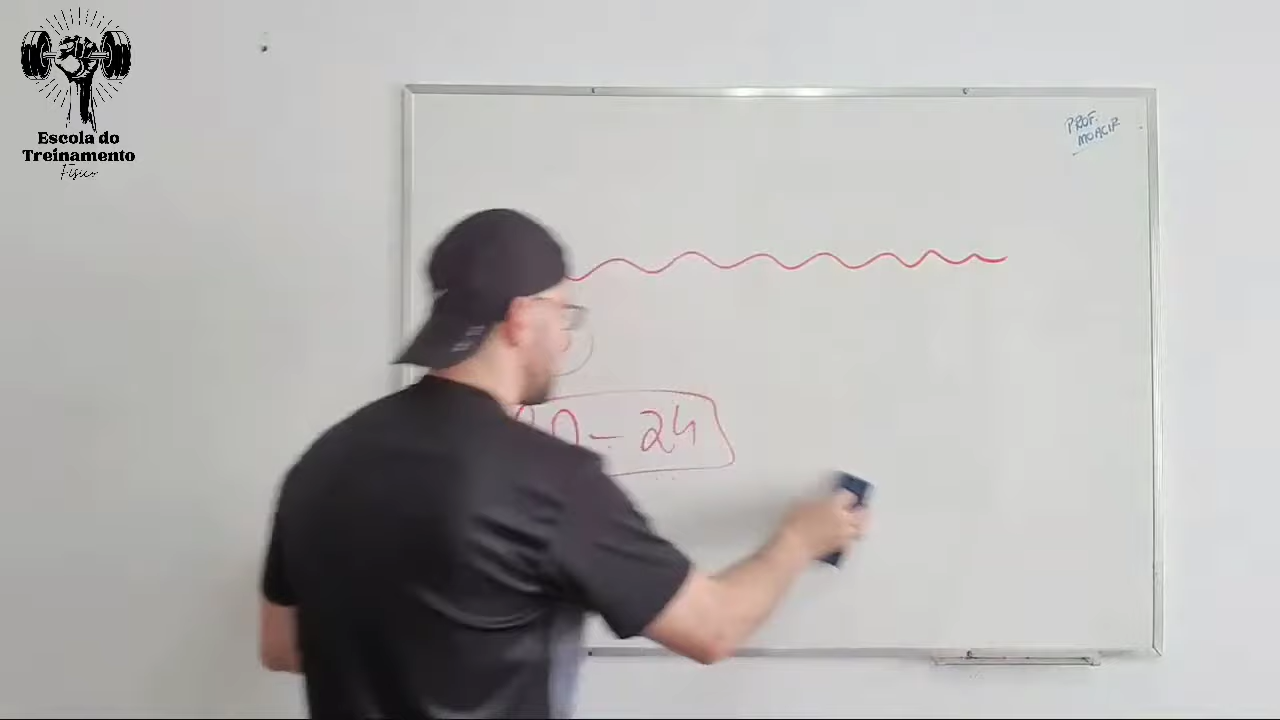 Escola do
Treinamento
Físico
PROF.
MOACIR
- 24